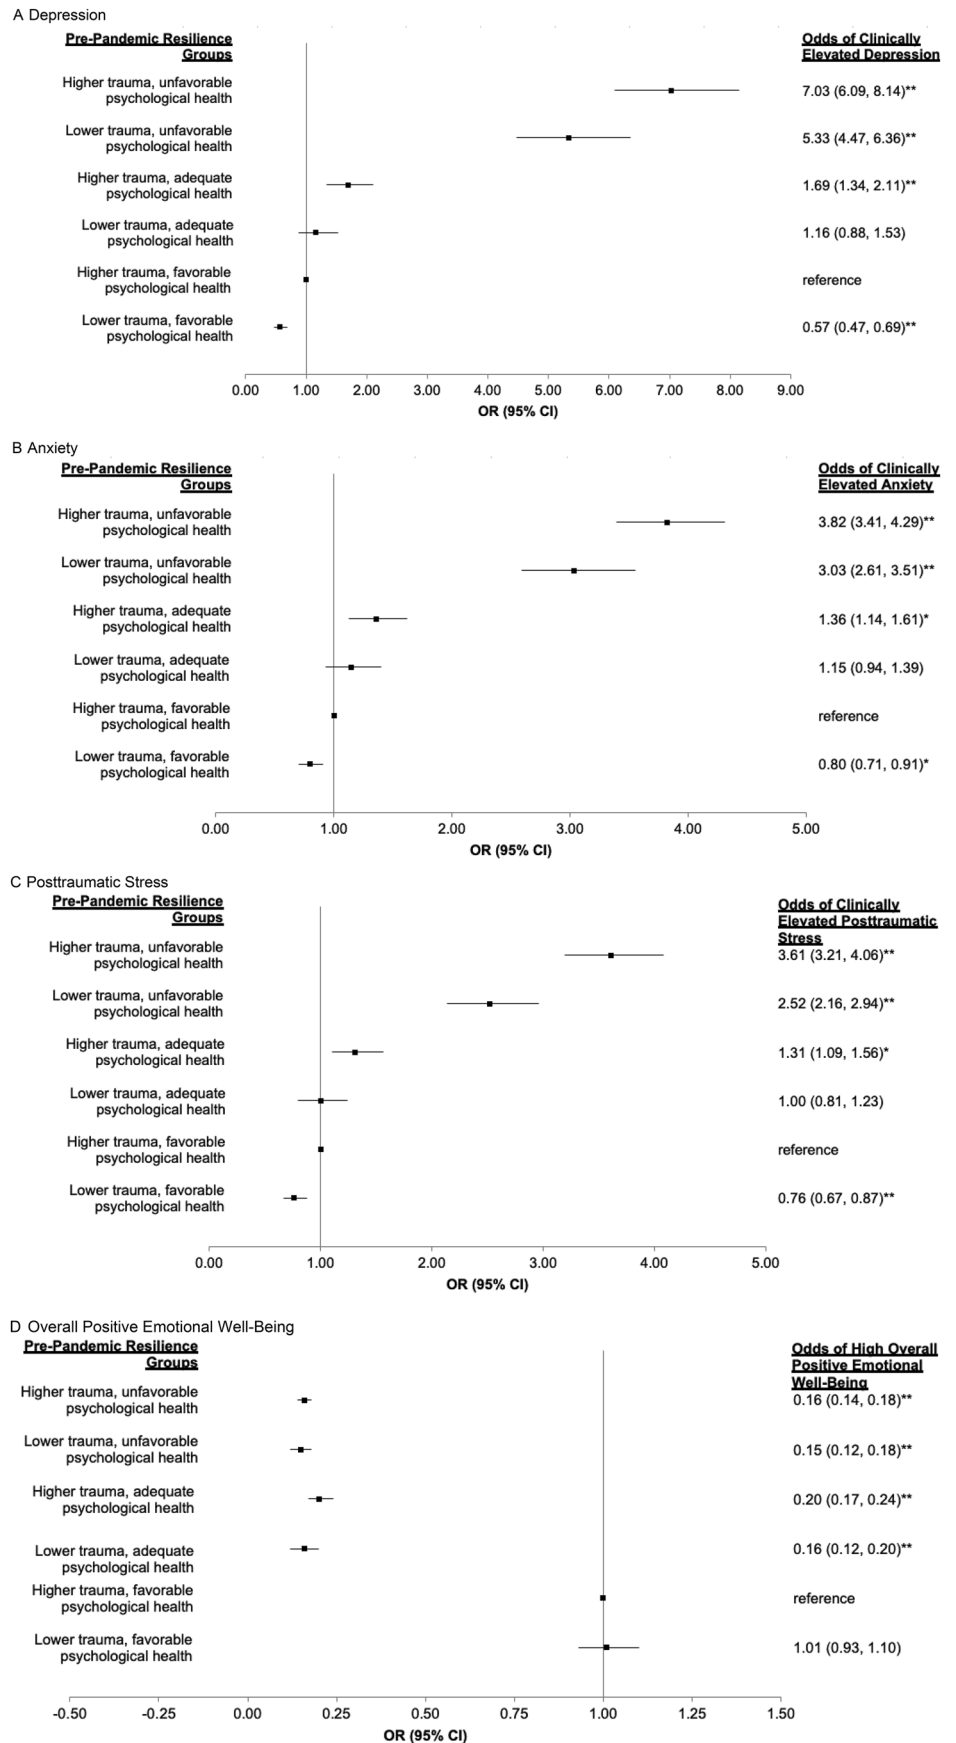 A Depression
Pre-Pandemic Resilience
Groups
Odds of Clinically
Elevated Depression
Higher trauma, unfavorable
psychological health
7.03 (6.09, 8.14)**
Lower trauma, unfavorable
psychological health
5.33 (4.47, 6.36)**
Higher trauma, adequate
psychological health
1.69 (1.34, 2.11)**
Lower trauma, adequate
psychological health
1.16 (0.88, 1.53)
Higher trauma, favorable
psychological health
reference
Lower trauma, favorable
psychological health
0.57 (0.47, 0.69)**
0.00 1.00 2.00 3.00 4.00 5.00 6.00 7.00 8.00 9.00
OR (95% CI)
B Anxiety
Pre-Pandemic Resilience
Groups
Odds of Clinically
Elevated Anxiety
Higher trauma, unfavorable
psychological health
3.82 (3.41, 4.29)**
Lower trauma, unfavorable
psychological health
3.03 (2.61, 3.51)**
Higher trauma, adequate
psychological health
1.36 (1.14, 1.61)*
Lower trauma, adequate
psychological health
1.15 (0.94, 1.39)
Higher trauma, favorable
psychological health
reference
Lower trauma, favorable
psychological health
0.80 (0.71, 0.91)*
0.00 1.00 2.00 3.00 4.00 5.00
OR (95% CI)
C Posttraumatic Stress
Pre-Pandemic Resilience
Groups
Odds of Clinically
Elevated Posttraumatic
Stress
Higher trauma, unfavorable
psychological health
3.61 (3.21, 4.06)**
Lower trauma, unfavorable
psychological health
2.52 (2.16, 2.94)**
Higher trauma, adequate
psychological health
1.31 (1.09, 1.56)*
Lower trauma, adequate
psychological health
1.00 (0.81, 1.23)
Higher trauma, favorable
psychological health
reference
Lower trauma, favorable
psychological health
0.76 (0.67, 0.87)**
0.00 1.00 2.00 3.00 4.00 5.00
OR (95% CI)
D Overall Positive Emotional Well-Being
Pre-Pandemic Resilience
Groups
Odds of High Overall
Positive Emotional
Well-Being
Higher trauma, unfavorable
psychological health
0.16 (0.14, 0.18)**
Lower trauma, unfavorable
psychological health
0.15 (0.12, 0.18)**
Higher trauma, adequate
psychological health
0.20 (0.17, 0.24)**
Lower trauma, adequate
psychological health
0.16 (0.12, 0.20)**
Higher trauma, favorable
psychological health
reference
Lower trauma, favorable
psychological health
1.01 (0.93, 1.10)
-0.50 -0.25 0.00 0.25 0.50 0.75 1.00 1.25 1.50
OR (95% CI)